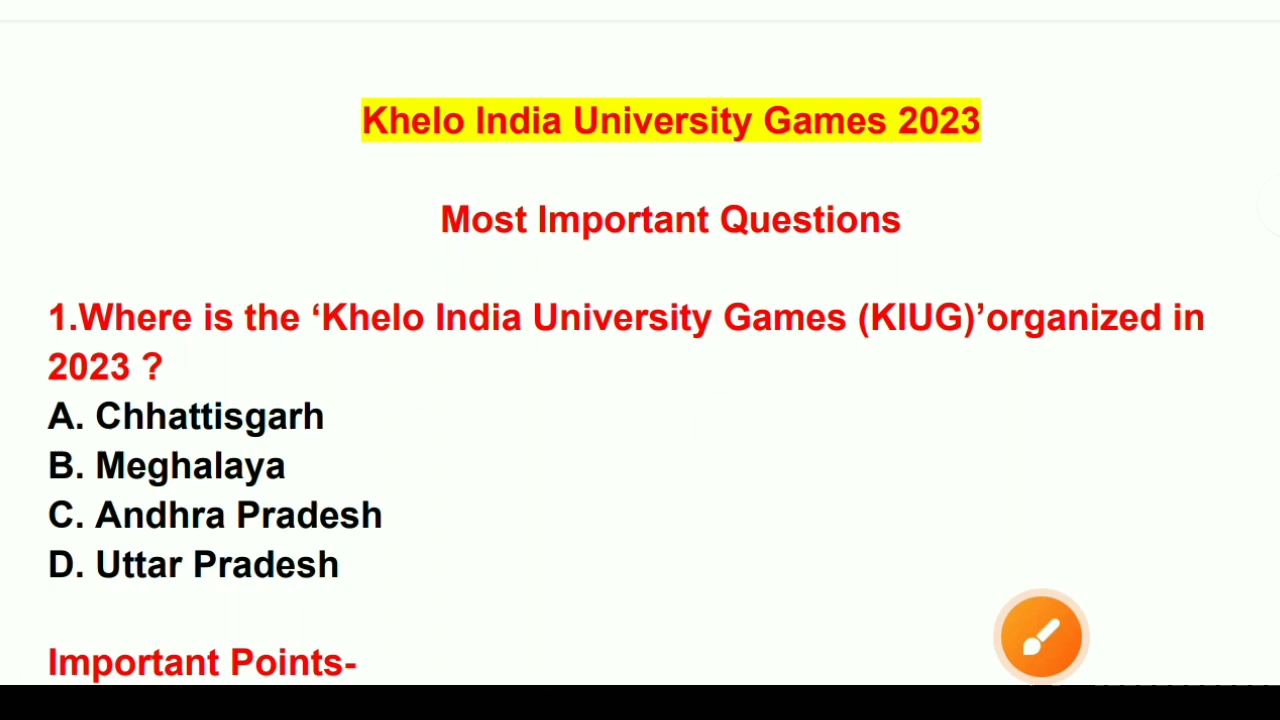 Khelo India University Games 2023
Most Important Questions
1.Where is the ‘Khelo India University Games (KIUG)’organized in
2023 ?
A. Chhattisgarh
B. Meghalaya
C. Andhra Pradesh
D. Uttar Pradesh
Important Points-